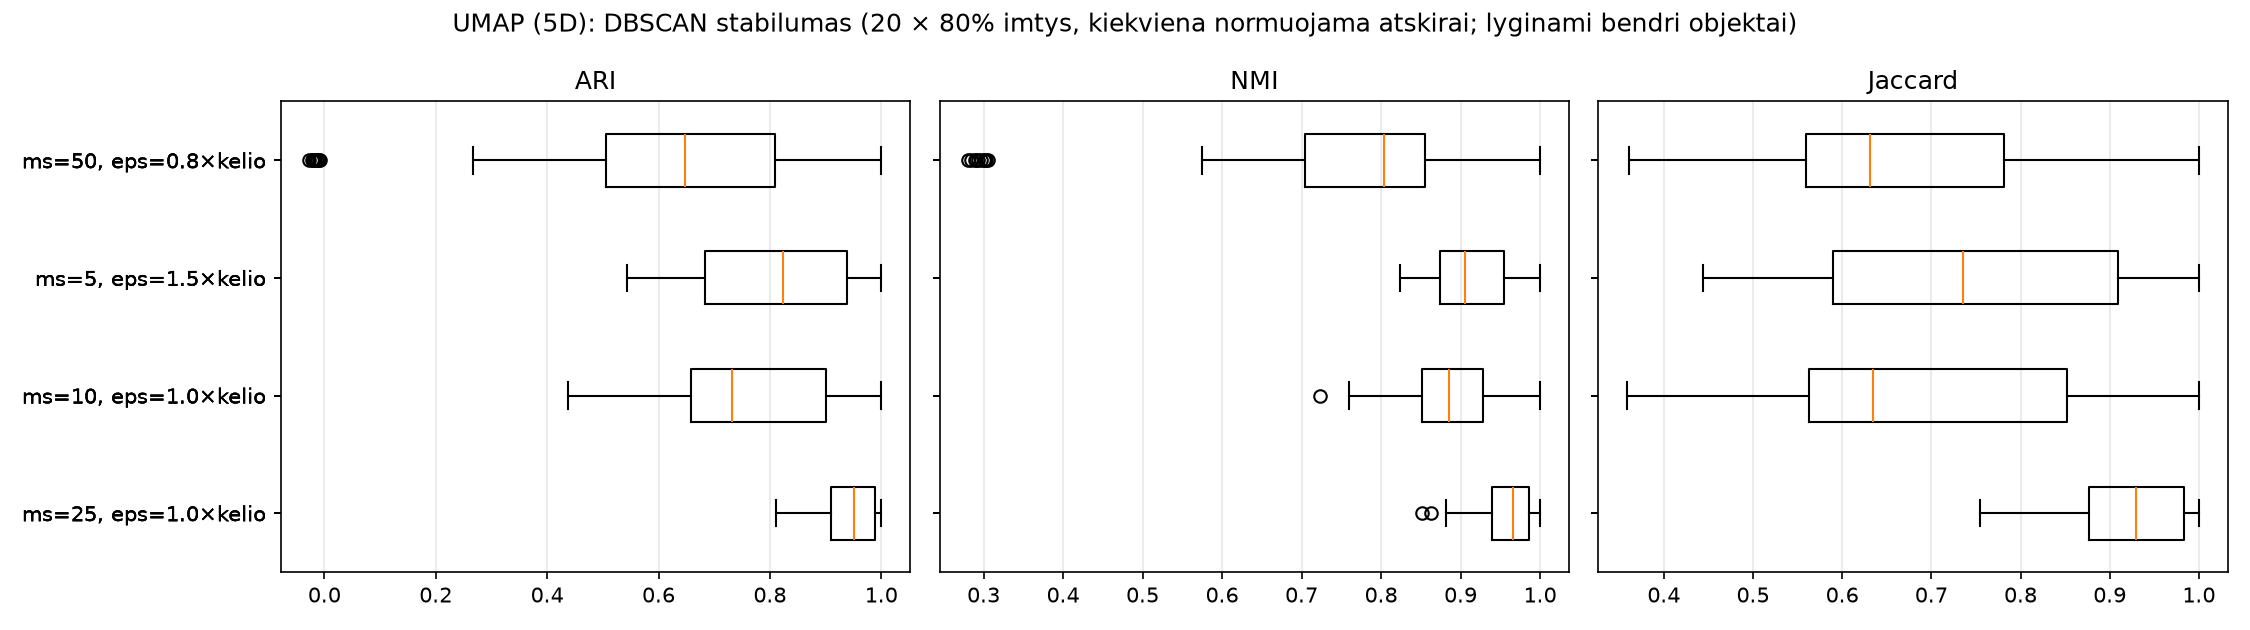 UMAP (5D): DBSCAN stabilumas (20 × 80% imtys, kiekviena normuojama atskirai; lyginami bendri objektai)
ARI
NMI
Jaccard
ms=50, eps=0.8×kelio
ms=5, eps=1.5×kelio
ms=10, eps=1.0×kelio
ms=25, eps=1.0×kelio
0.0 0.2 0.4 0.6 0.8 1.0
0.3 0.4 0.5 0.6 0.7 0.8 0.9 1.0
0.4 0.5 0.6 0.7 0.8 0.9 1.0